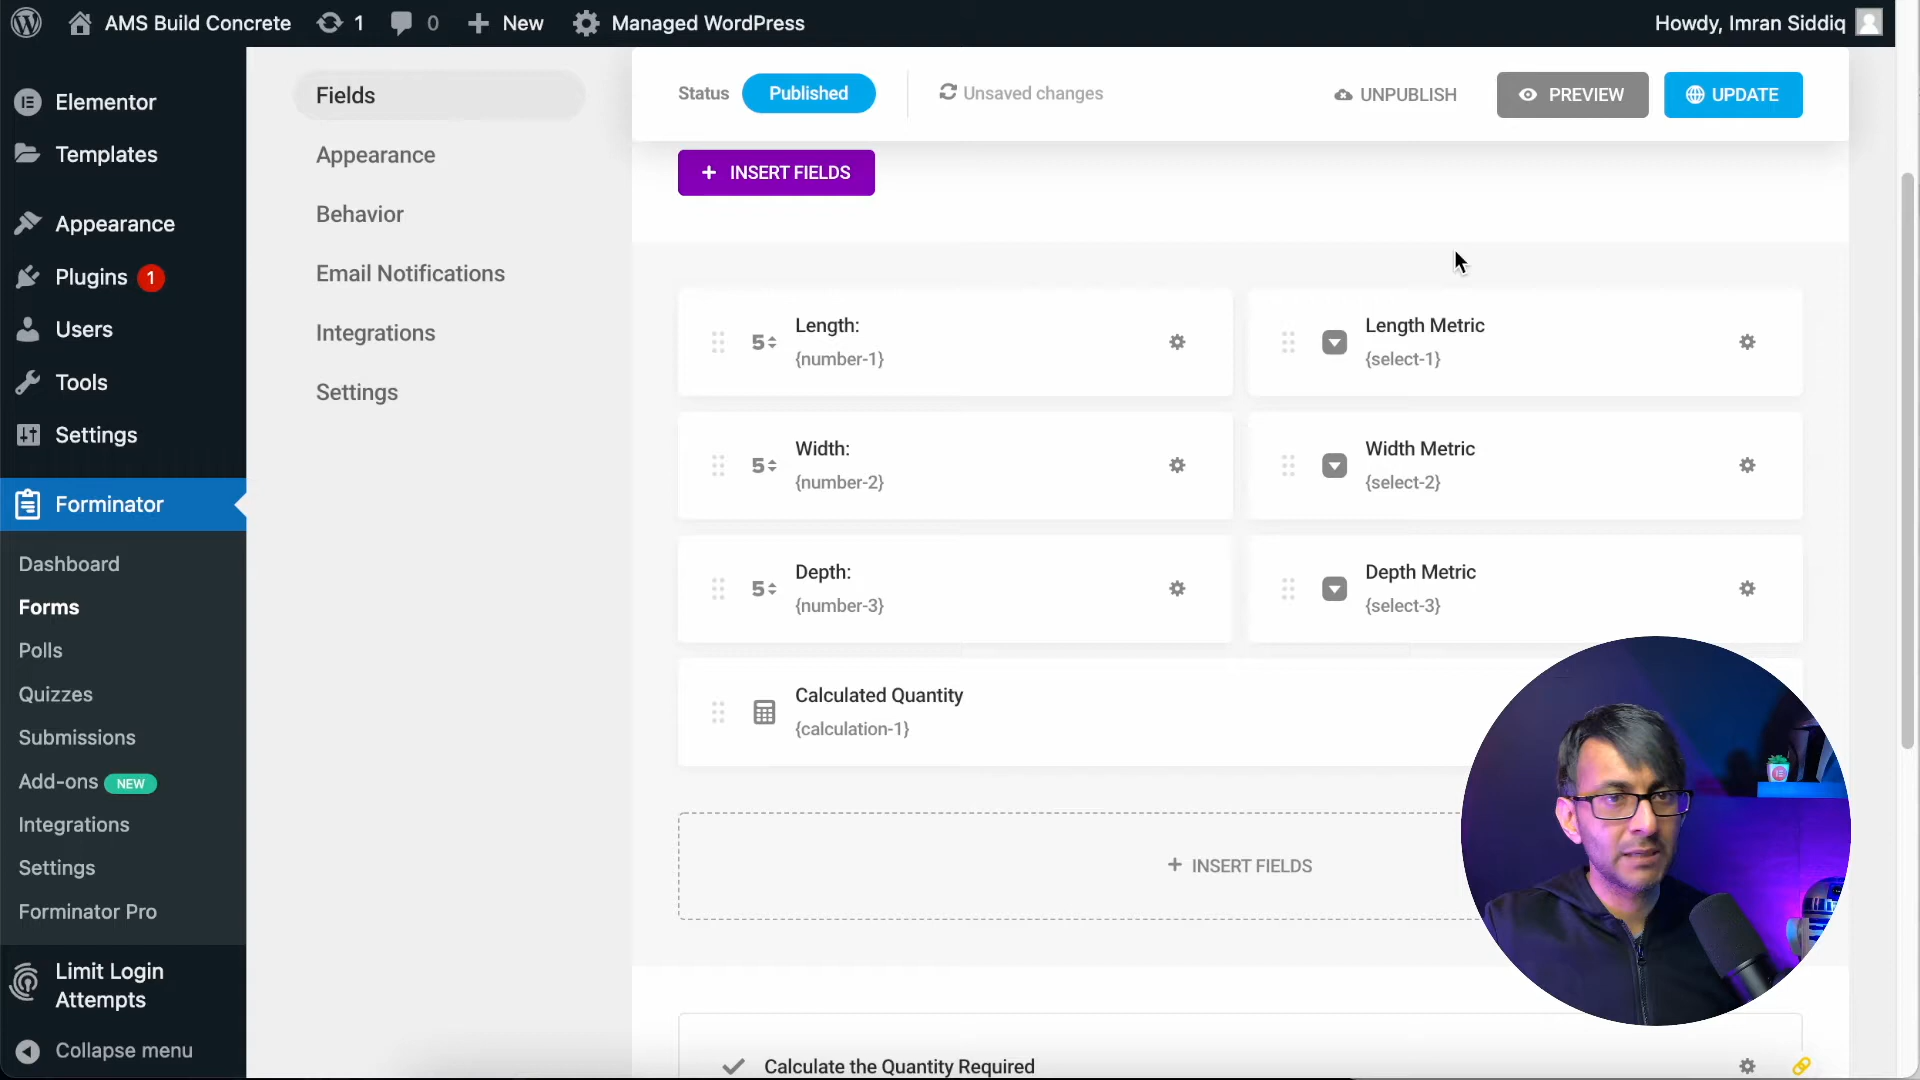 AMS Build Concrete 1 0 New Managed WordPress Howdy, Imran Siddiq
Elementor
Templates
Appearance
Plugins 1
Users
Tools
Settings
Forminator
Dashboard
Forms
Polls
Quizzes
Submissions
Add-ons NEW
Integrations
Settings
Forminator Pro
Limit Login
Attempts
Collapse menu
Fields
Appearance
Behavior
Email Notifications
Integrations
Settings
Status Published Unsaved changes UNPUBLISH PREVIEW UPDATE
+ INSERT FIELDS
5 Length:
{number-1}
Length Metric
{select-1}
5 Width:
{number-2}
Width Metric
{select-2}
5 Depth:
{number-3}
Depth Metric
{select-3}
Calculated Quantity
{calculation-1}
+ INSERT FIELDS
Calculate the Quantity Required